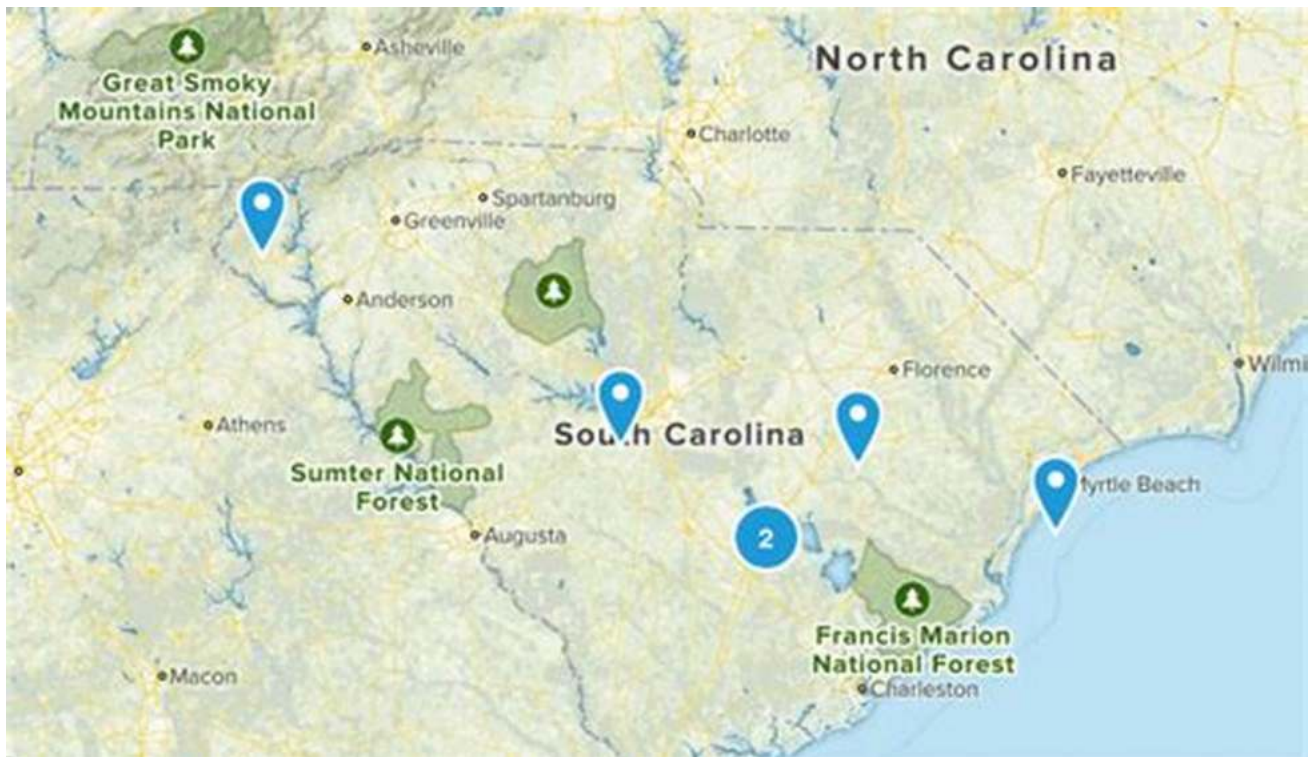 Asheville
North Carolina
Great Smoky
Mountains National
Park
Charlotte
Fayetteville
Spartanburg
Greenville
Anderson
Florence
Wilmi
Athens
South Carolina
Sumter National
Forest
Myrtle Beach
Augusta
2
Francis Marion
National Forest
Macon
Charleston